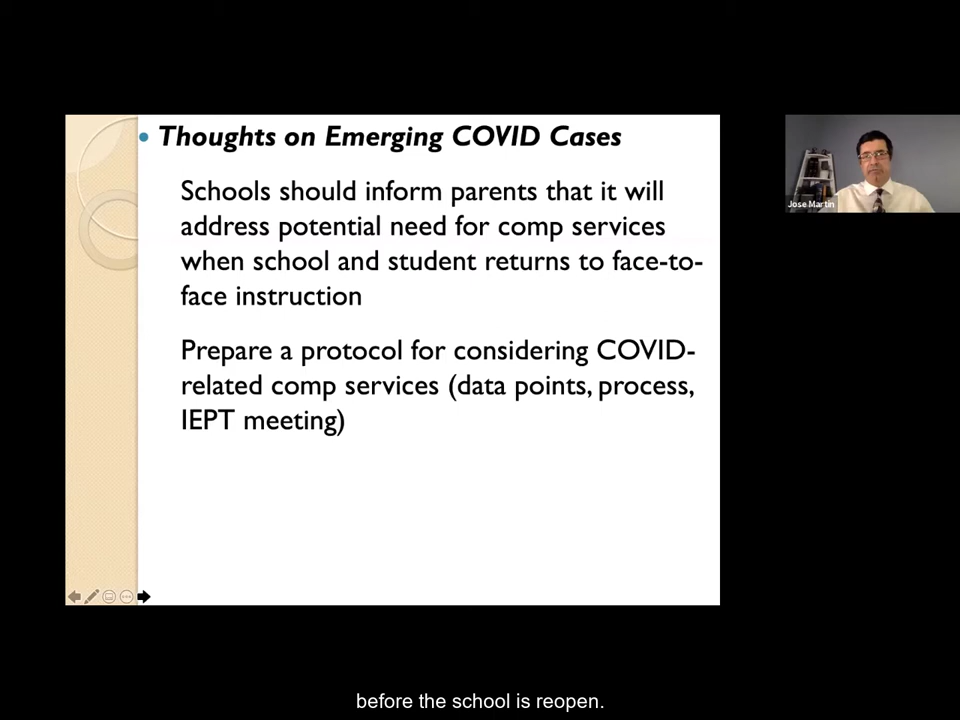 Thoughts on Emerging COVID Cases
Schools should inform parents that it will
address potential need for comp services
when school and student returns to face-to-
face instruction
Prepare a protocol for considering COVID-
related comp services (data points, process,
IEPT meeting)
Jose Martin
before the school is reopen.